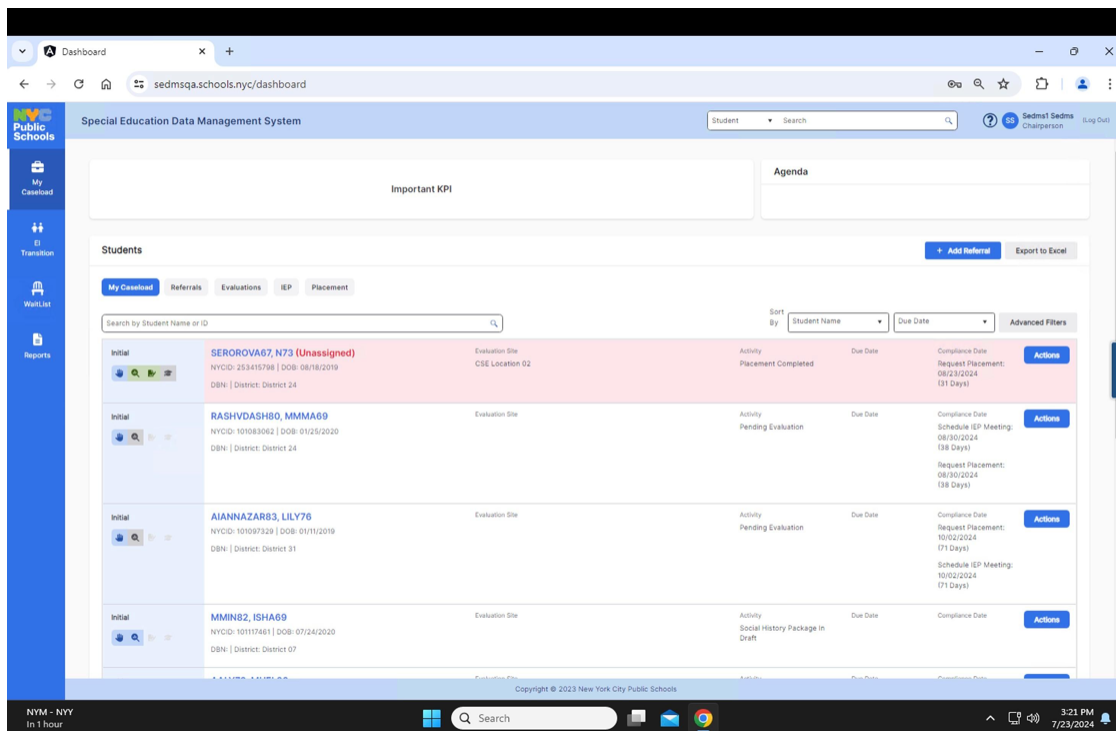 Dashboard
sedmsqa.schools.nyc/dashboard
NYC
Public
Schools
Special Education Data Management System
Student
Search
SS
Sedms1 Sedms
Chairperson
(Log Out)
My
Caseload
EI
Transition
WaitList
Reports
Important KPI
Agenda
Students
+ Add Referral
Export to Excel
My Caseload
Referrals
Evaluations
IEP
Placement
Search by Student Name or ID
Sort
By
Student Name
Due Date
Advanced Filters
Initial
SEROROVA67, N73 (Unassigned)
NYCID: 253415798 | DOB: 08/18/2019
DBN: | District: District 24
Evaluation Site
CSE Location 02
Activity
Placement Completed
Due Date
Compliance Date
Request Placement:
08/23/2024
(31 Days)
Actions
Initial
RASHVDASH80, MMMA69
NYCID: 101083062 | DOB: 01/25/2020
DBN: | District: District 24
Evaluation Site
Activity
Pending Evaluation
Due Date
Compliance Date
Schedule IEP Meeting:
08/30/2024
(38 Days)
Request Placement:
08/30/2024
(38 Days)
Actions
Initial
AIANNAZAR83, LILY76
NYCID: 101097329 | DOB: 01/11/2019
DBN: | District: District 31
Evaluation Site
Activity
Pending Evaluation
Due Date
Compliance Date
Request Placement:
10/02/2024
(71 Days)
Schedule IEP Meeting:
10/02/2024
(71 Days)
Actions
Initial
MMIN82, ISHA69
NYCID: 101117461 | DOB: 07/24/2020
DBN: | District: District 07
Evaluation Site
Activity
Social History Package In
Draft
Due Date
Compliance Date
Actions
Copyright © 2023 New York City Public Schools
NYM - NYY
In 1 hour
Search
3:21 PM
7/23/2024